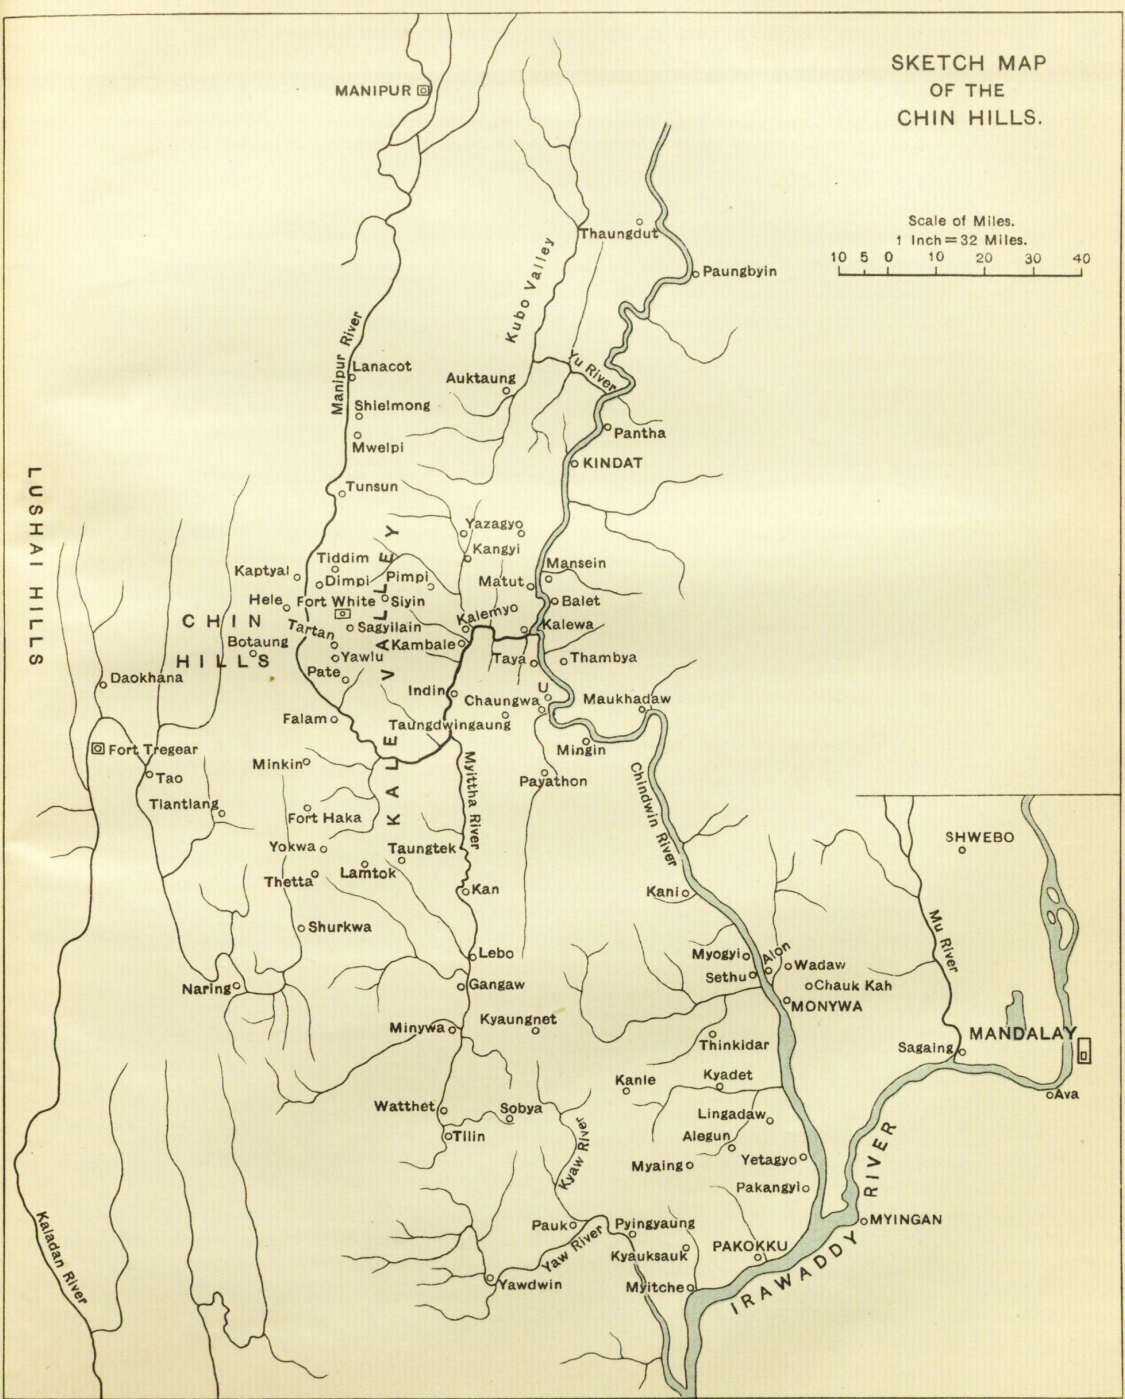 SKETCH MAP
OF THE
CHIN HILLS.
Scale of Miles.
1 Inch=32 Miles.
10 5 0 10 20 30 40
MANIPUR
Thaungdut
Paungbyin
Kubo Valley
Manipur River
Lanacot
Yu River
Auktaung
Shielmong
Mwelpi
Pantha
KINDAT
LUSHAI HILLS
Tunsun
Yazagyo
Kangyi
Tiddim
Kaptyal
Dimpi
Pimpi
Matut
Mansein
Hele
Fort White
Siyin
Balet
CHIN
HILLS
Tartan
Sagyilain
Kalemyo
Kalewa
Botaung
Kambale
Yawlu
Taya
Thambya
Pate
Daokhana
Indin
Chaungwa
U
Maukhadaw
Falam
Taungdwingaung
KALE VALLEY
Mingin
Fort Tregear
Minkin
Myittha River
Payathon
Chindwin River
Tao
Tlantlang
Fort Haka
Yokwa
Taungtek
SHWEBO
Thetta
Lamtok
Kan
Kani
Shurkwa
Mu River
Lebo
Myogyi
Alon
Wadaw
Sethu
Chauk Kah
Naring
Gangaw
MONYWA
Minywa
Kyaungnet
Thinkidar
MANDALAY
Sagaing
Kanle
Kyadet
Ava
Watthet
Sobya
Lingadaw
Tilin
Alegun
Kyaw River
Myaing
Yetagyo
Pakangyi
RIVER
Kaladan River
Pauk
Pyingyaung
MYINGAN
Yaw River
Kyauksauk
PAKOKKU
Yawdwin
Myitche
IRAWADDY